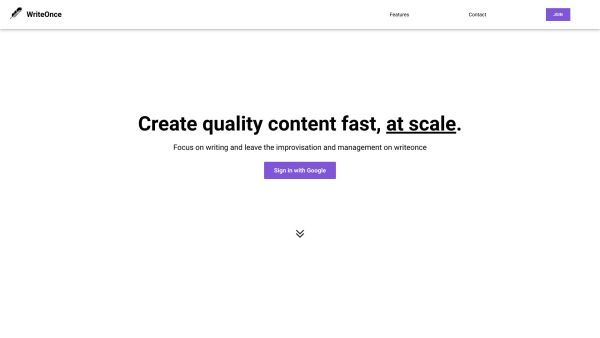 WriteOnce
Features
Contact
JOIN
Create quality content fast, at scale.
Focus on writing and leave the improvisation and management on writeonce
Sign in with Google